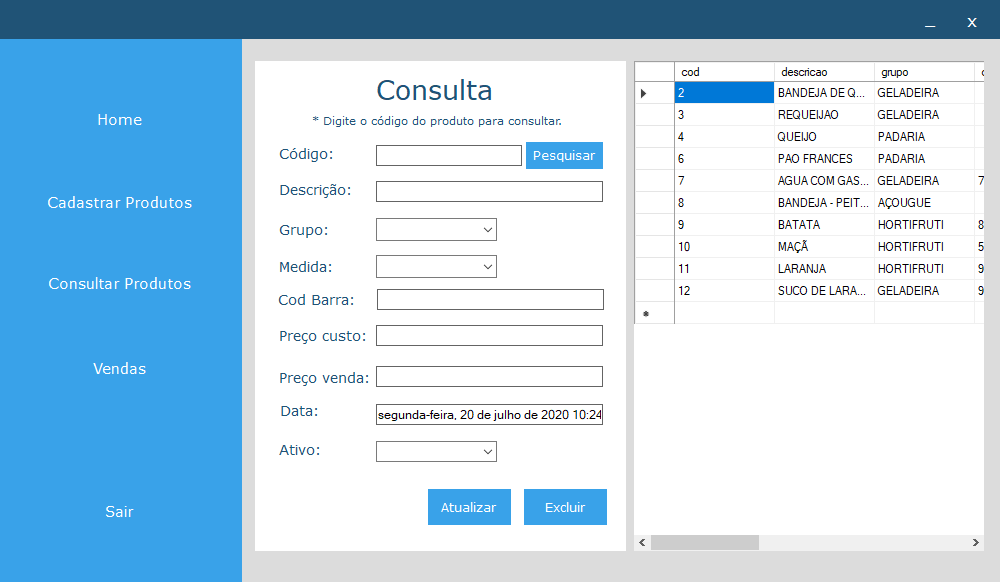 _ X
Home
Cadastrar Produtos
Consultar Produtos
Vendas
Sair
Consulta
* Digite o código do produto para consultar.
Código: Pesquisar
Descrição:
Grupo:
Medida:
Cod Barra:
Preço custo:
Preço venda:
Data: segunda-feira, 20 de julho de 2020 10:24
Ativo:
Atualizar Excluir
cod descricao grupo
2 BANDEJA DE Q... GELADEIRA
3 REQUEIJAO GELADEIRA
4 QUEIJO PADARIA
6 PAO FRANCES PADARIA
7 AGUA COM GAS... GELADEIRA 7
8 BANDEJA - PEIT... AÇOUGUE
9 BATATA HORTIFRUTI 8
10 MAÇÃ HORTIFRUTI 5
11 LARANJA HORTIFRUTI 9
12 SUCO DE LARA... GELADEIRA 9
*